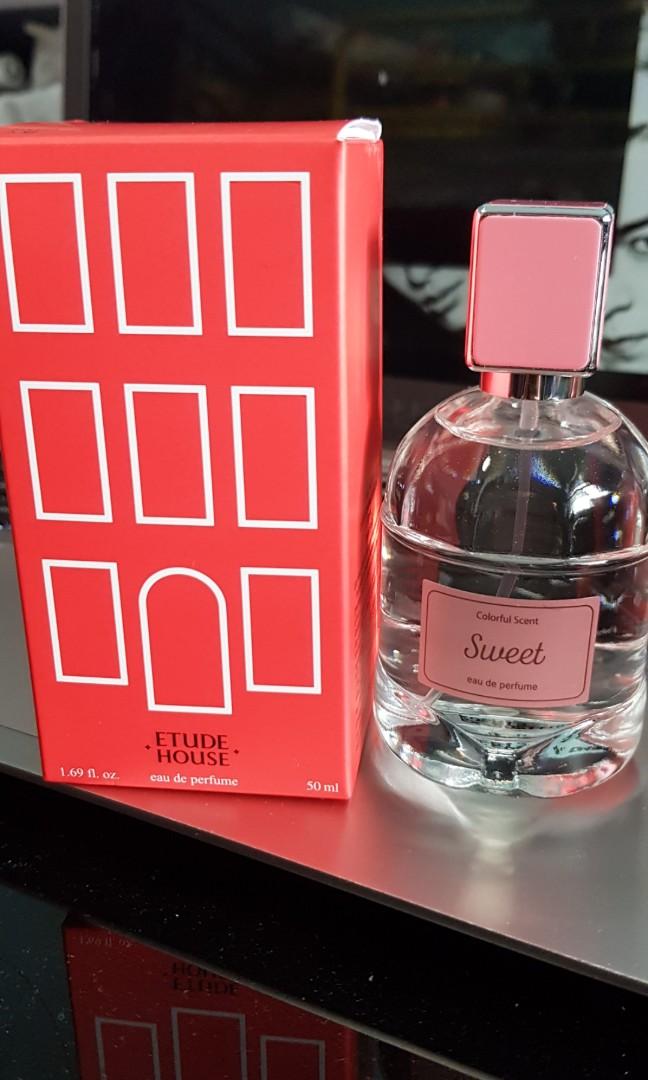 ETUDE
HOUSE
1.69 fl. oz.
eau de perfume
50 ml
Colorful Scent
Sweet
eau de perfume